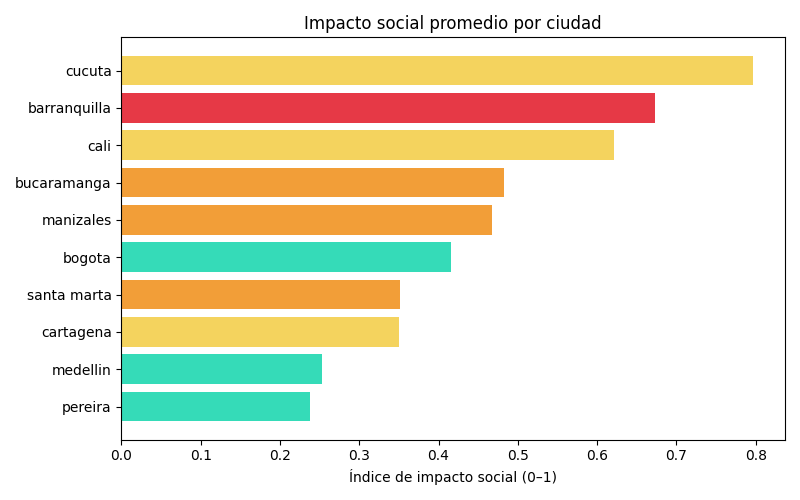 Impacto social promedio por ciudad
cucuta
barranquilla
cali
bucaramanga
manizales
bogota
santa marta
cartagena
medellin
pereira
0.0 0.1 0.2 0.3 0.4 0.5 0.6 0.7 0.8
Índice de impacto social (0–1)